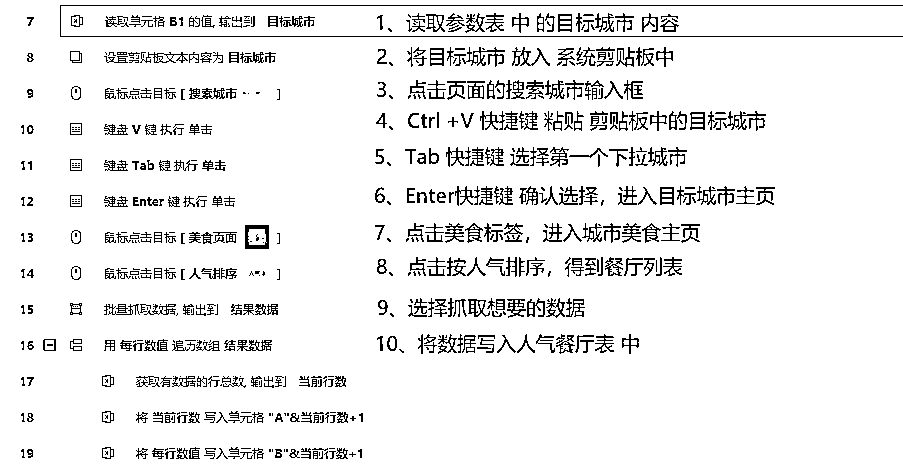 7 读取单元格 B1 的值, 输出到 目标城市 1、读取参数表 中 的目标城市 内容
8 设置剪贴板文本内容为 目标城市 2、将目标城市 放入 系统剪贴板中
9 鼠标点击目标 [ 搜索城市 ] 3、点击页面的搜索城市输入框
10 键盘 V 键 执行 单击 4、Ctrl +V 快捷键 粘贴 剪贴板中的目标城市
11 键盘 Tab 键 执行 单击 5、Tab 快捷键 选择第一个下拉城市
12 键盘 Enter 键 执行 单击 6、Enter快捷键 确认选择，进入目标城市主页
13 鼠标点击目标 [ 美食页面 ] 7、点击美食标签，进入城市美食主页
14 鼠标点击目标 [ 人气排序 ] 8、点击按人气排序，得到餐厅列表
15 批量抓取数据, 输出到 结果数据 9、选择抓取想要的数据
16 用 每行数值 遍历数组 结果数据 10、将数据写入人气餐厅表 中
17 获取有数据的行总数, 输出到 当前行数
18 将 当前行数 写入单元格 "A"&当前行数+1
19 将 每行数值 写入单元格 "B"&当前行数+1